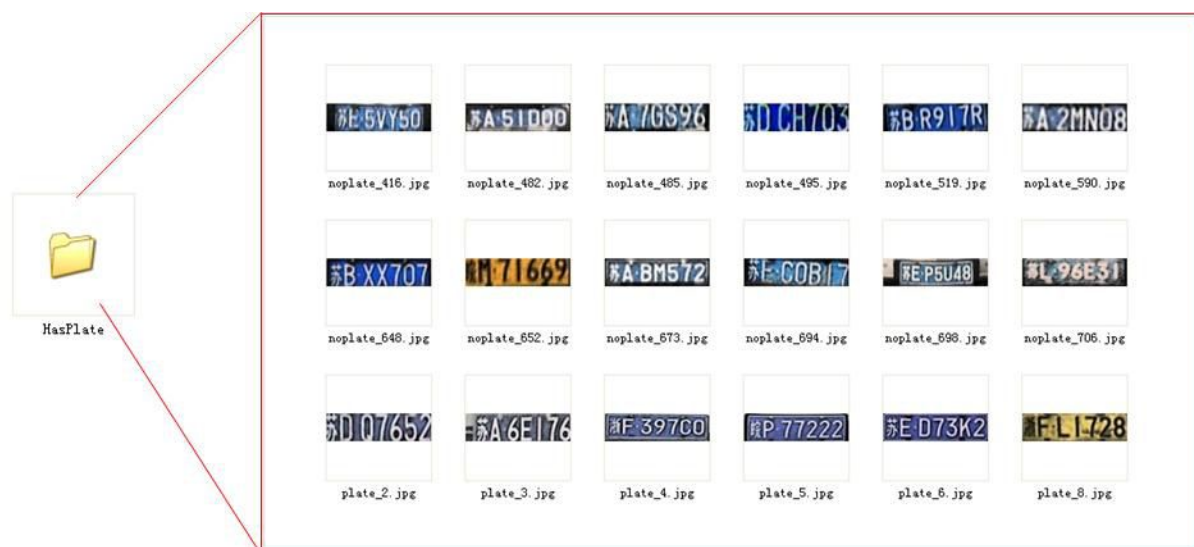 苏E·5VY50 苏A·51D00 苏A·7GS96 苏D·CH703 苏B·R917R 苏A·2MN08
noplate_416.jpg noplate_482.jpg noplate_485.jpg noplate_495.jpg noplate_519.jpg noplate_590.jpg
苏B·XX707 皖M·71669 苏A·BM572 苏E·C0B17 苏E·P5U48 苏L·96E31
HasPlate
noplate_648.jpg noplate_652.jpg noplate_673.jpg noplate_694.jpg noplate_698.jpg noplate_706.jpg
苏D·Q7652 苏A·6E176 浙F·397C0 皖P·77222 苏E·D73K2 浙F·L1728
plate_2.jpg plate_3.jpg plate_4.jpg plate_5.jpg plate_6.jpg plate_8.jpg